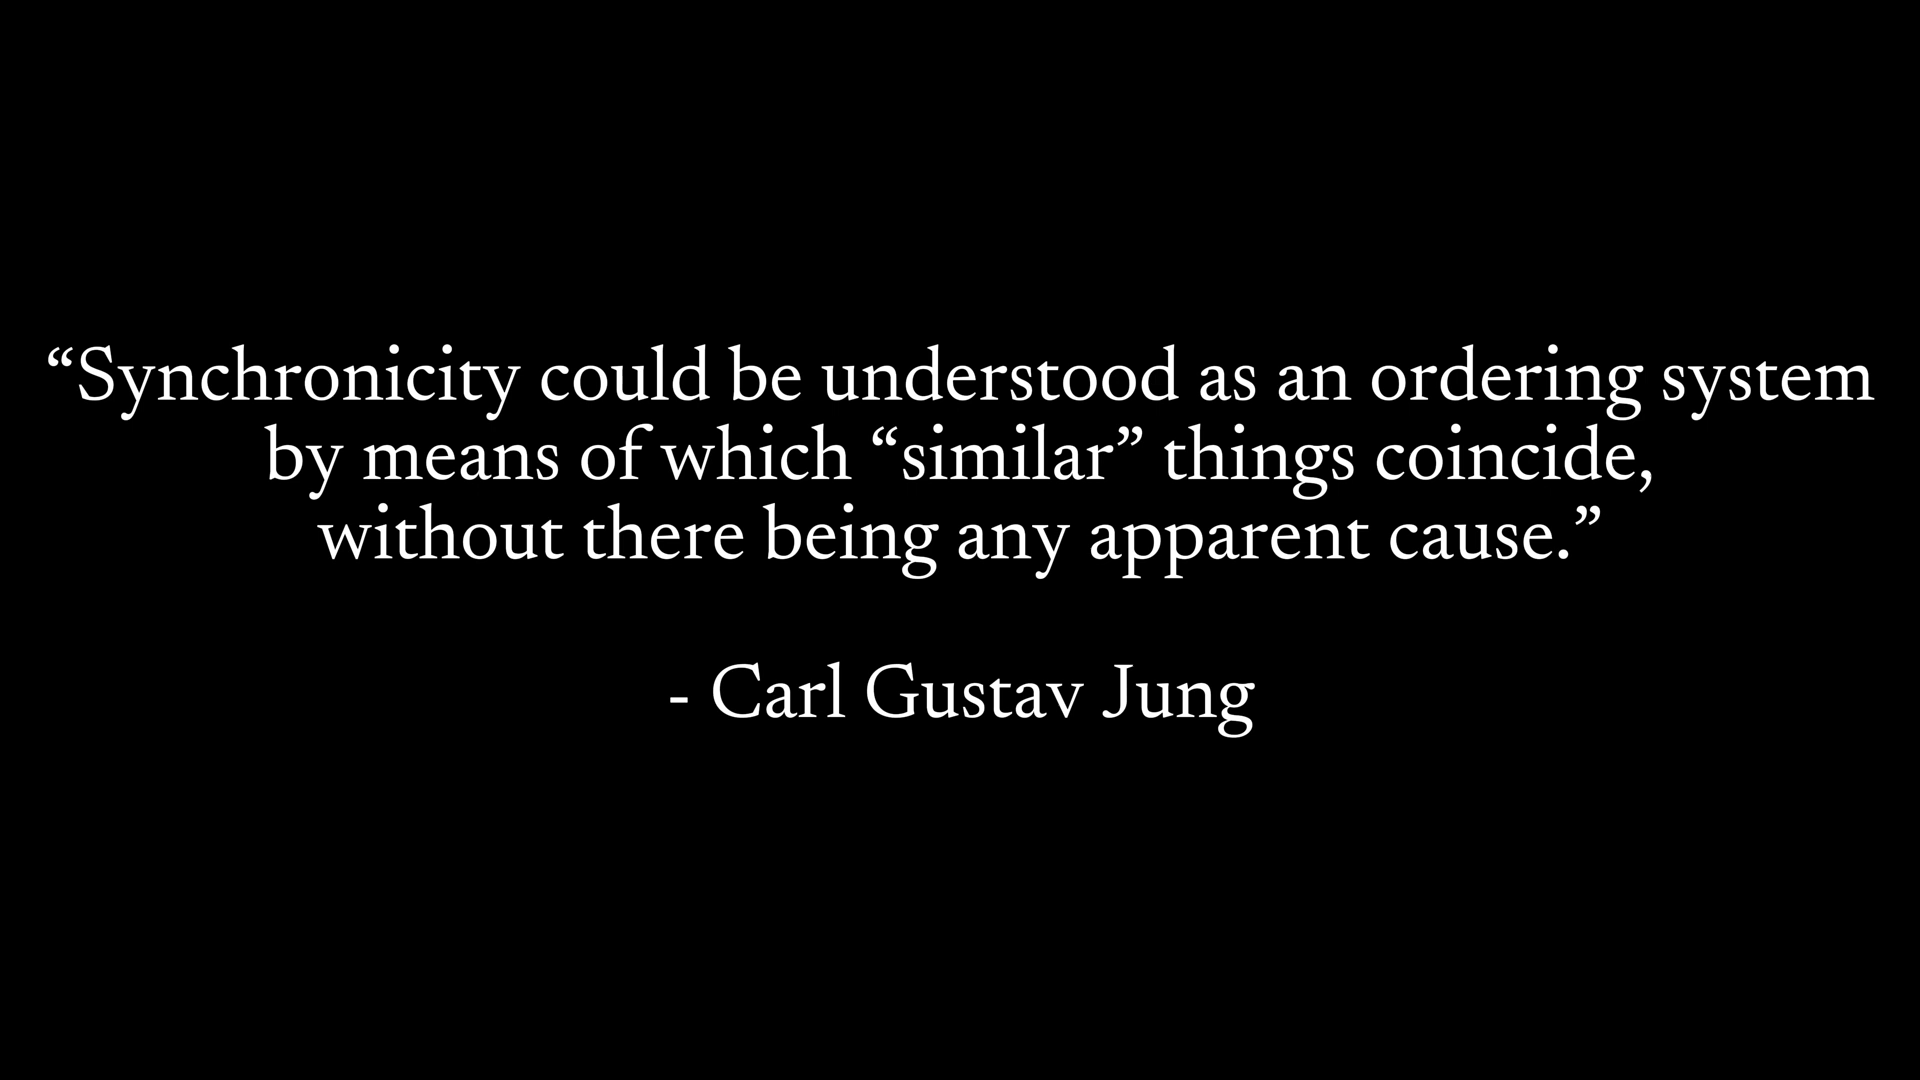 “Synchronicity could be understood as an ordering system
by means of which “similar” things coincide,
without there being any apparent cause.”
- Carl Gustav Jung